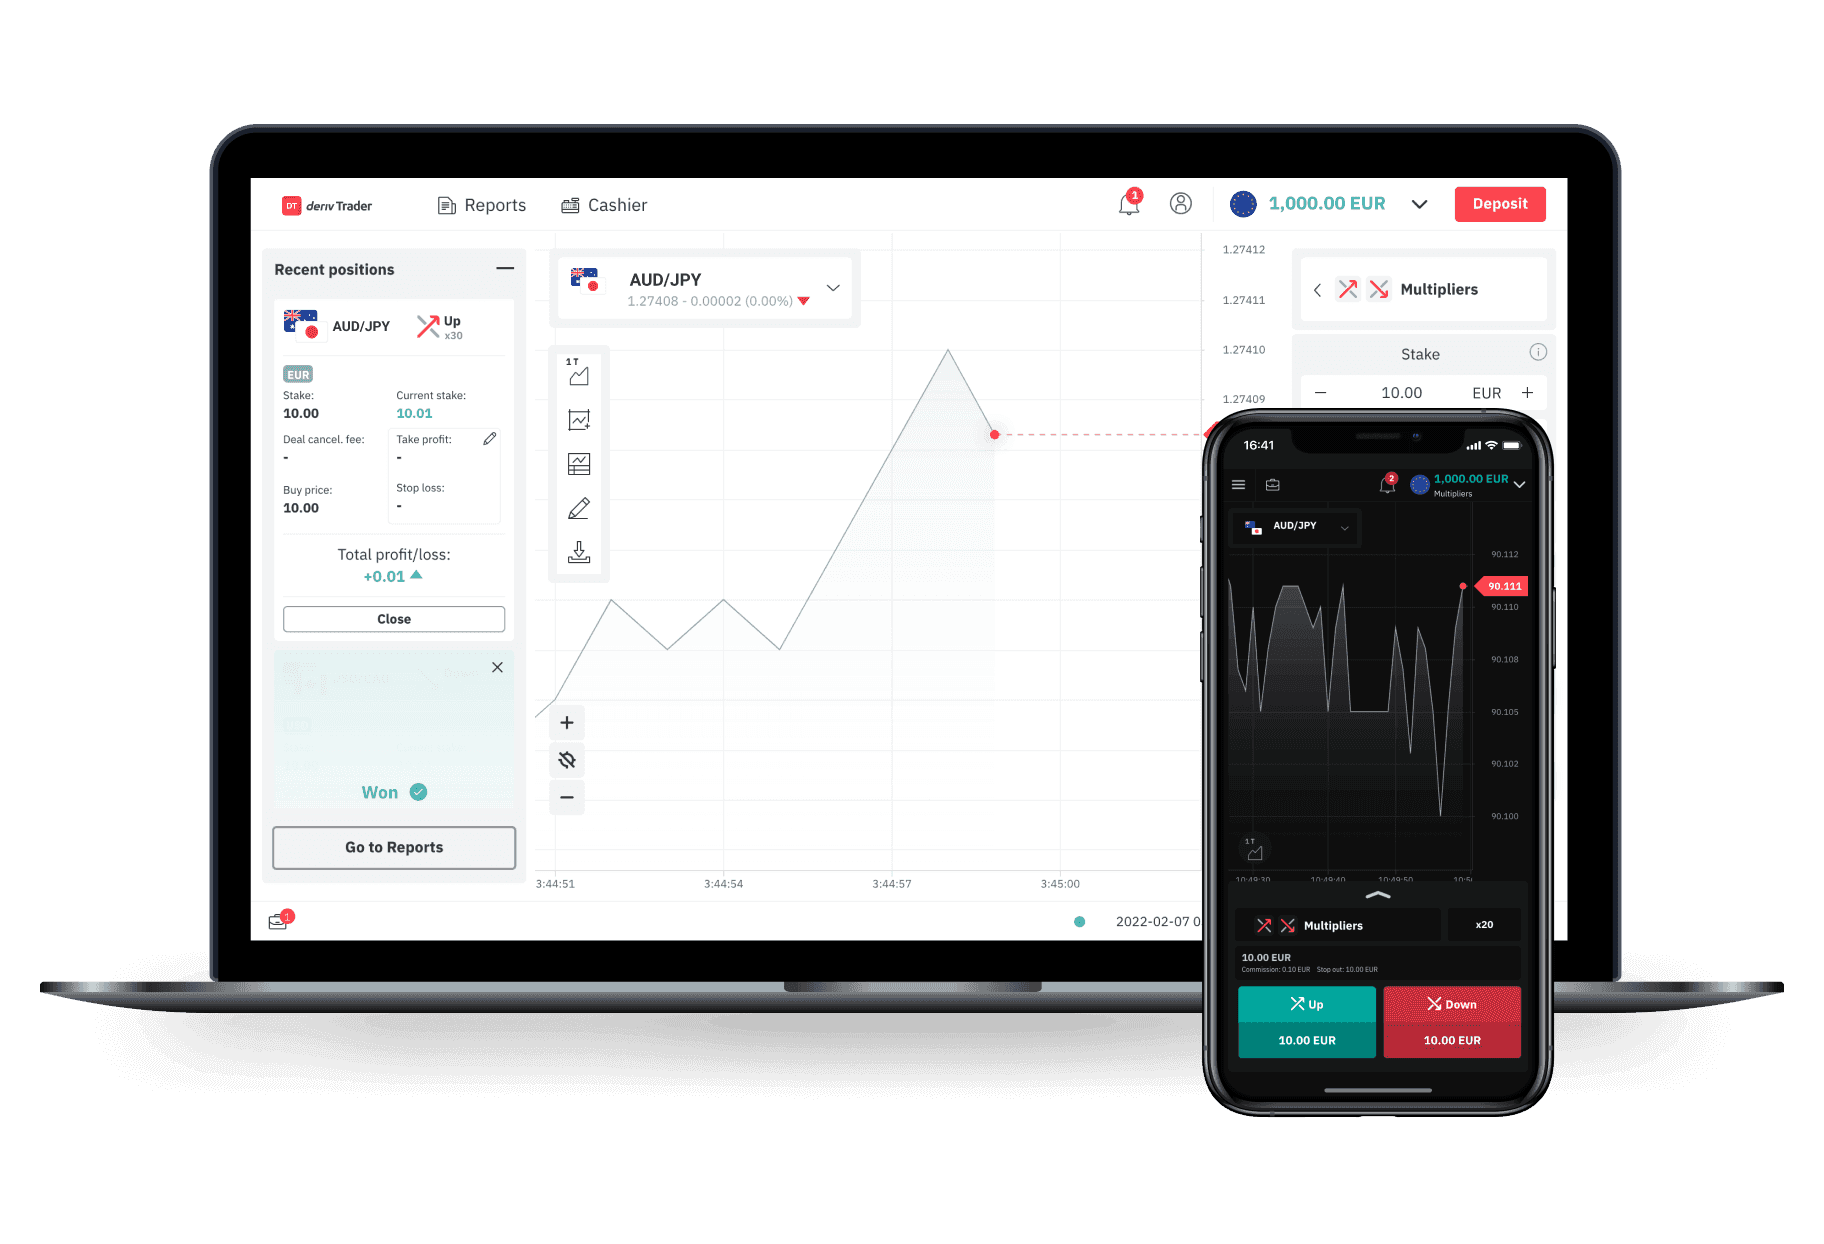 DT deriv Trader
Reports
Cashier
1
1,000.00 EUR
Deposit
Recent positions
AUD/JPY
Up
x30
EUR
Stake:
Current stake:
10.00
10.01
Deal cancel. fee:
Take profit:
-
-
Buy price:
Stop loss:
10.00
-
Total profit/loss:
+0.01
Close
Won
Go to Reports
1
AUD/JPY
1.27408 - 0.00002 (0.00%)
1 T
1.27412
1.27411
1.27410
1.27409
3:44:51
3:44:54
3:44:57
3:45:00
2022-02-07 0
Multipliers
Stake
− 10.00 EUR +
16:41
2
1,000.00 EUR
Multipliers
AUD/JPY
90.112
90.111
90.110
90.108
90.105
90.102
90.100
1 T
10:49:30
10:49:40
10:49:50
Multipliers
x20
10.00 EUR
Commission: 0.10 EUR Stop out: 10.00 EUR
Up
Down
10.00 EUR
10.00 EUR